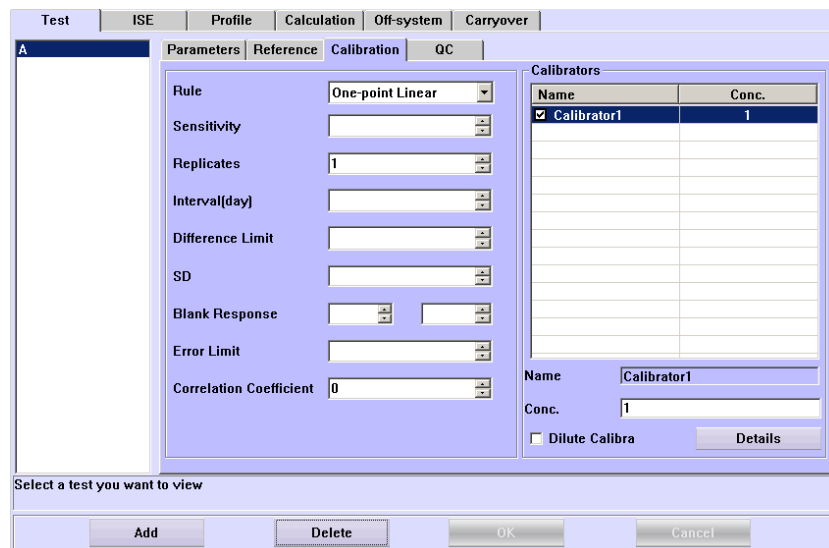 Test ISE Profile Calculation Off-system Carryover
A
Parameters Reference Calibration QC
Rule One-point Linear
Sensitivity
Replicates 1
Interval(day)
Difference Limit
SD
Blank Response
Error Limit
Correlation Coefficient 0
Calibrators
Name Conc.
Calibrator1 1
Name Calibrator1
Conc. 1
Dilute Calibra Details
Select a test you want to view
Add Delete OK Cancel